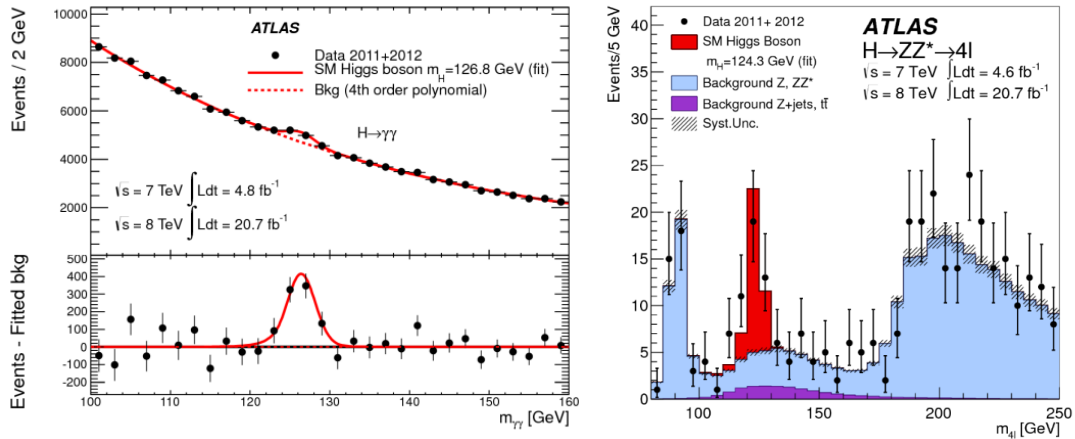 Events / 2 GeV
10000
8000
6000
4000
2000
ATLAS
Data 2011+2012
SM Higgs boson mH=126.8 GeV (fit)
Bkg (4th order polynomial)
H→γγ
√s = 7 TeV ∫Ldt = 4.8 fb-1
√s = 8 TeV ∫Ldt = 20.7 fb-1
Events - Fitted bkg
500
400
300
200
100
0
-100
-200
100 110 120 130 140 150 160
mγγ [GeV]
Events/5 GeV
40
35
30
25
20
15
10
5
0
Data 2011+ 2012
SM Higgs Boson
mH=124.3 GeV (fit)
Background Z, ZZ*
Background Z+jets, tt̄
Syst.Unc.
ATLAS
H→ZZ*→4l
√s = 7 TeV ∫Ldt = 4.6 fb-1
√s = 8 TeV ∫Ldt = 20.7 fb-1
100 150 200 250
m4l [GeV]